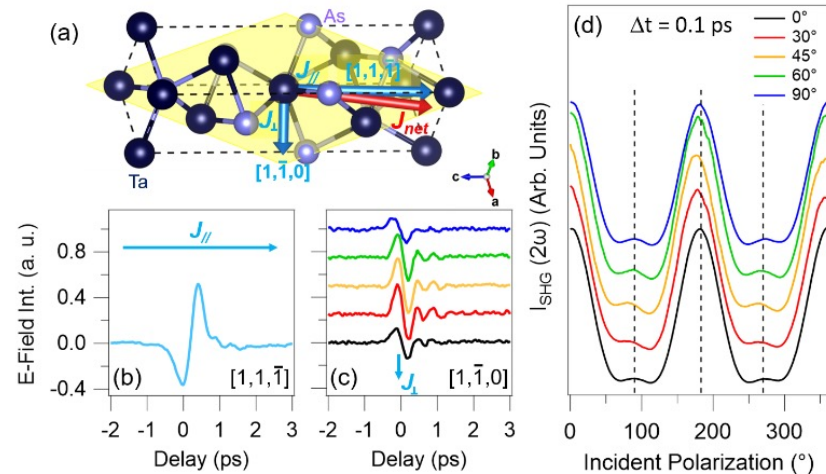 (a)
As
J//
[1,1,1̅]
J⊥
Jnet
[1,1̅,0]
Ta
b
c
a
E-Field Int. (a. u.)
0.8
0.4
0.0
-0.4
J//
(b)
[1,1,1̅]
-2 -1 0 1 2 3
Delay (ps)
(c)
J⊥
[1,1̅,0]
-2 -1 0 1 2 3
Delay (ps)
(d)
Δt = 0.1 ps
0°
30°
45°
60°
90°
ISHG (2ω) (Arb. Units)
0 100 200 300
Incident Polarization (°)